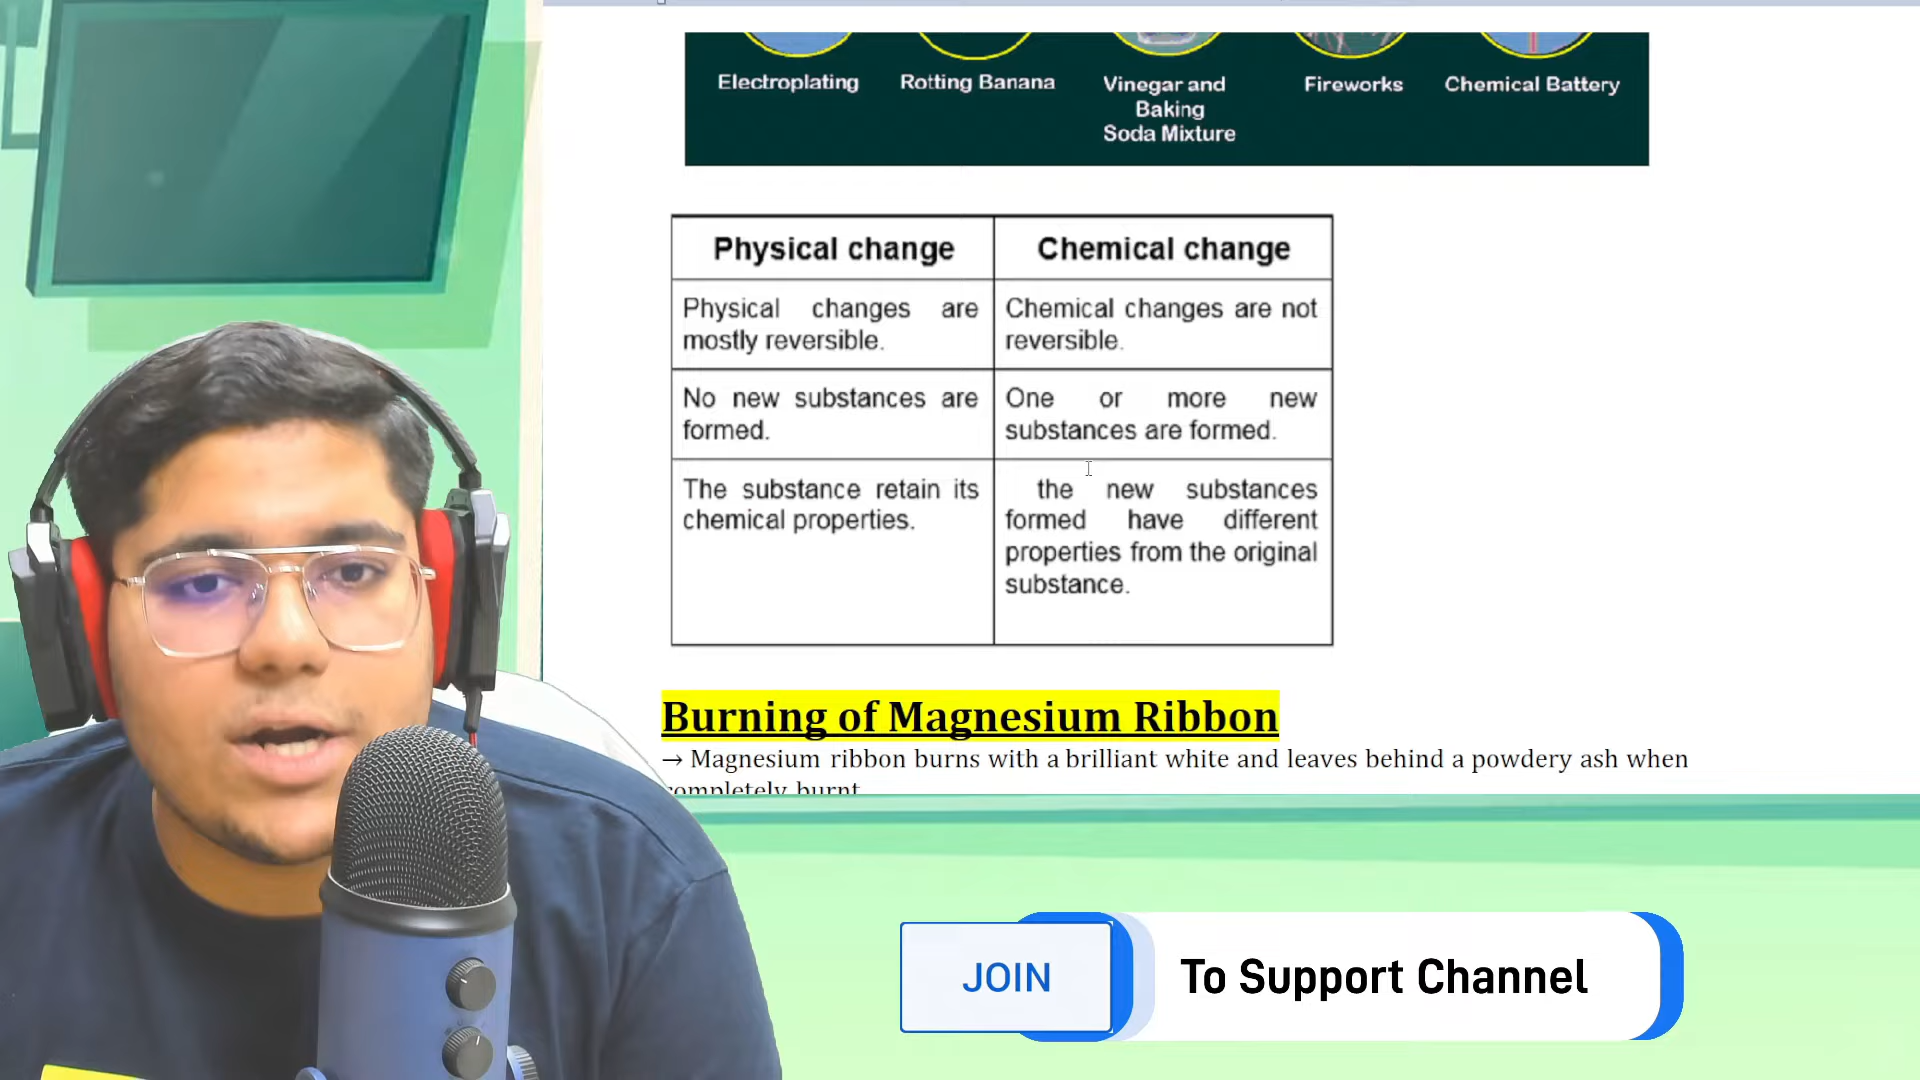 Electroplating
Rotting Banana
Vinegar and
Baking
Soda Mixture
Fireworks
Chemical Battery
Physical change
Chemical change
Physical changes are
mostly reversible.
Chemical changes are not
reversible.
No new substances are
formed.
One or more new
substances are formed.
The substance retain its
chemical properties.
the new substances
formed have different
properties from the original
substance.
Burning of Magnesium Ribbon
→ Magnesium ribbon burns with a brilliant white and leaves behind a powdery ash when
completely burnt
JOIN
To Support Channel